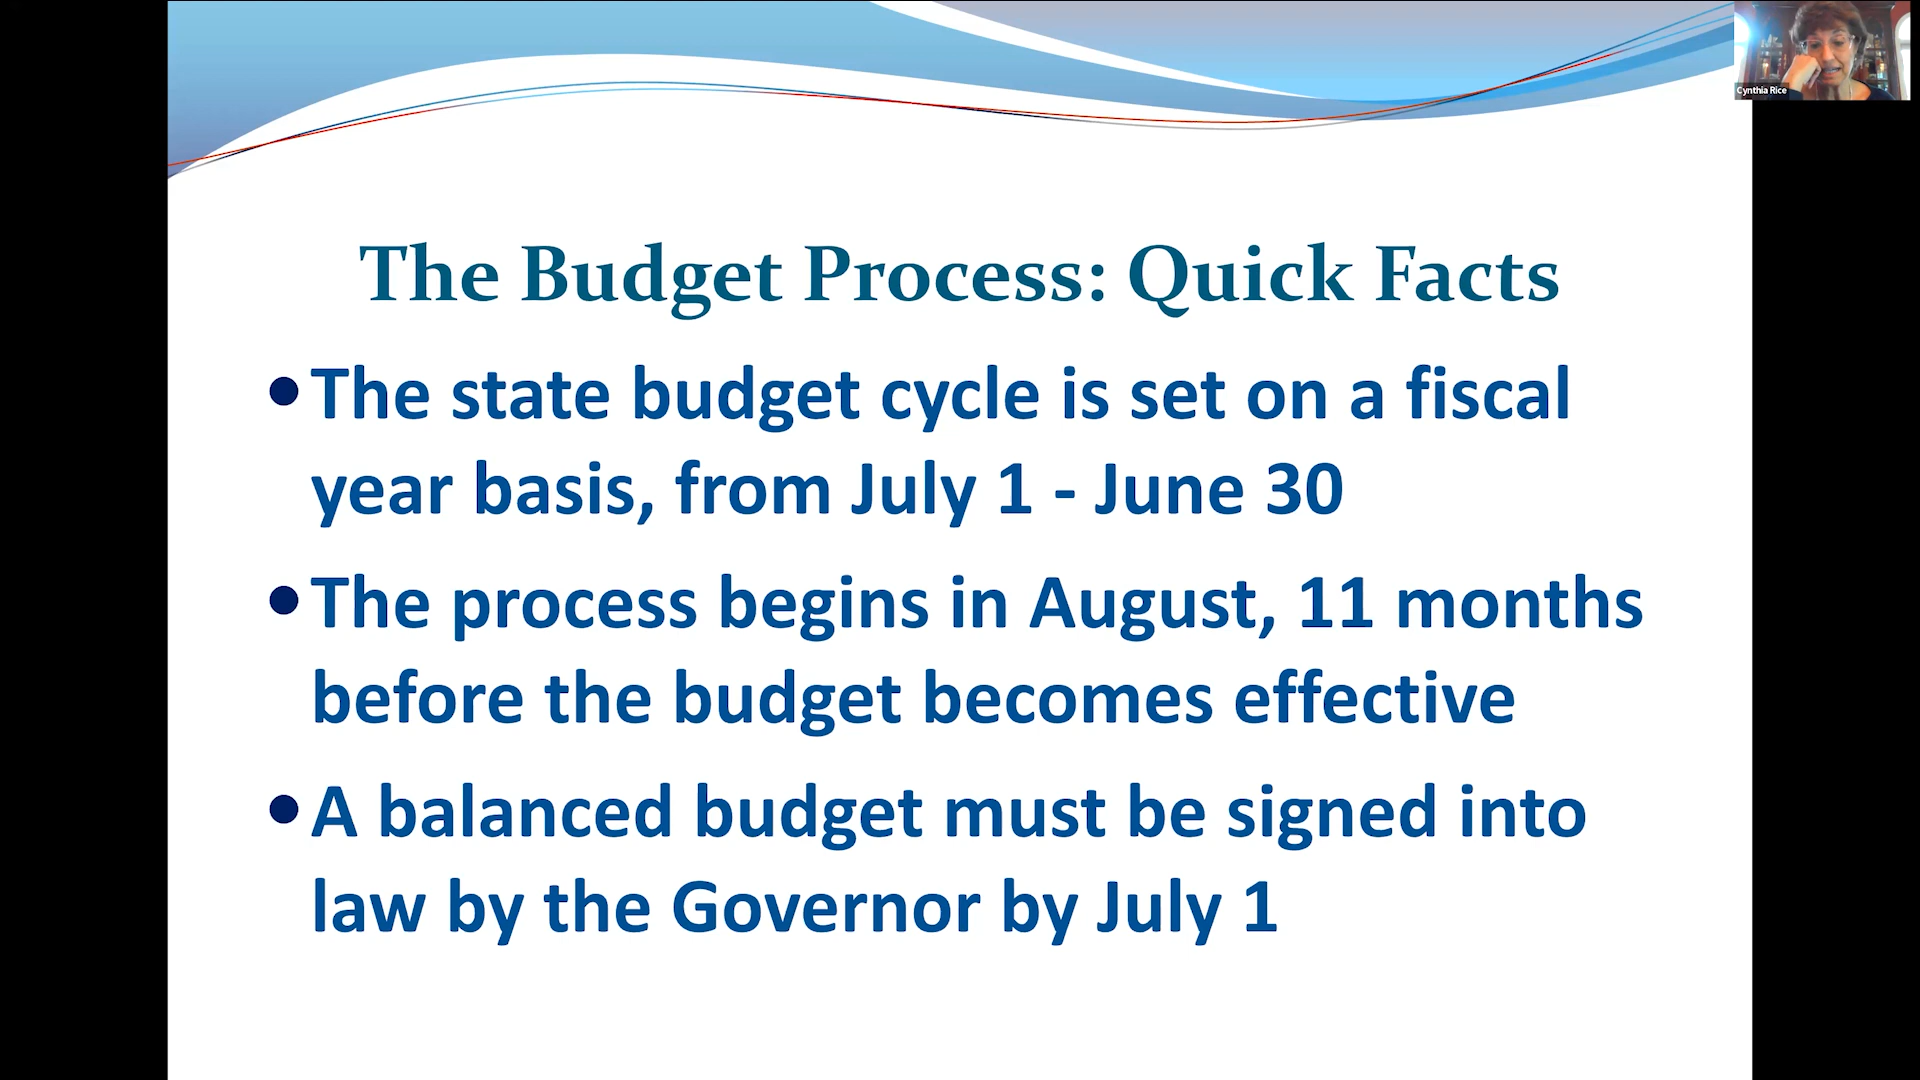 Cynthia Rice
The Budget Process: Quick Facts
•The state budget cycle is set on a fiscal
year basis, from July 1 - June 30
•The process begins in August, 11 months
before the budget becomes effective
•A balanced budget must be signed into
law by the Governor by July 1